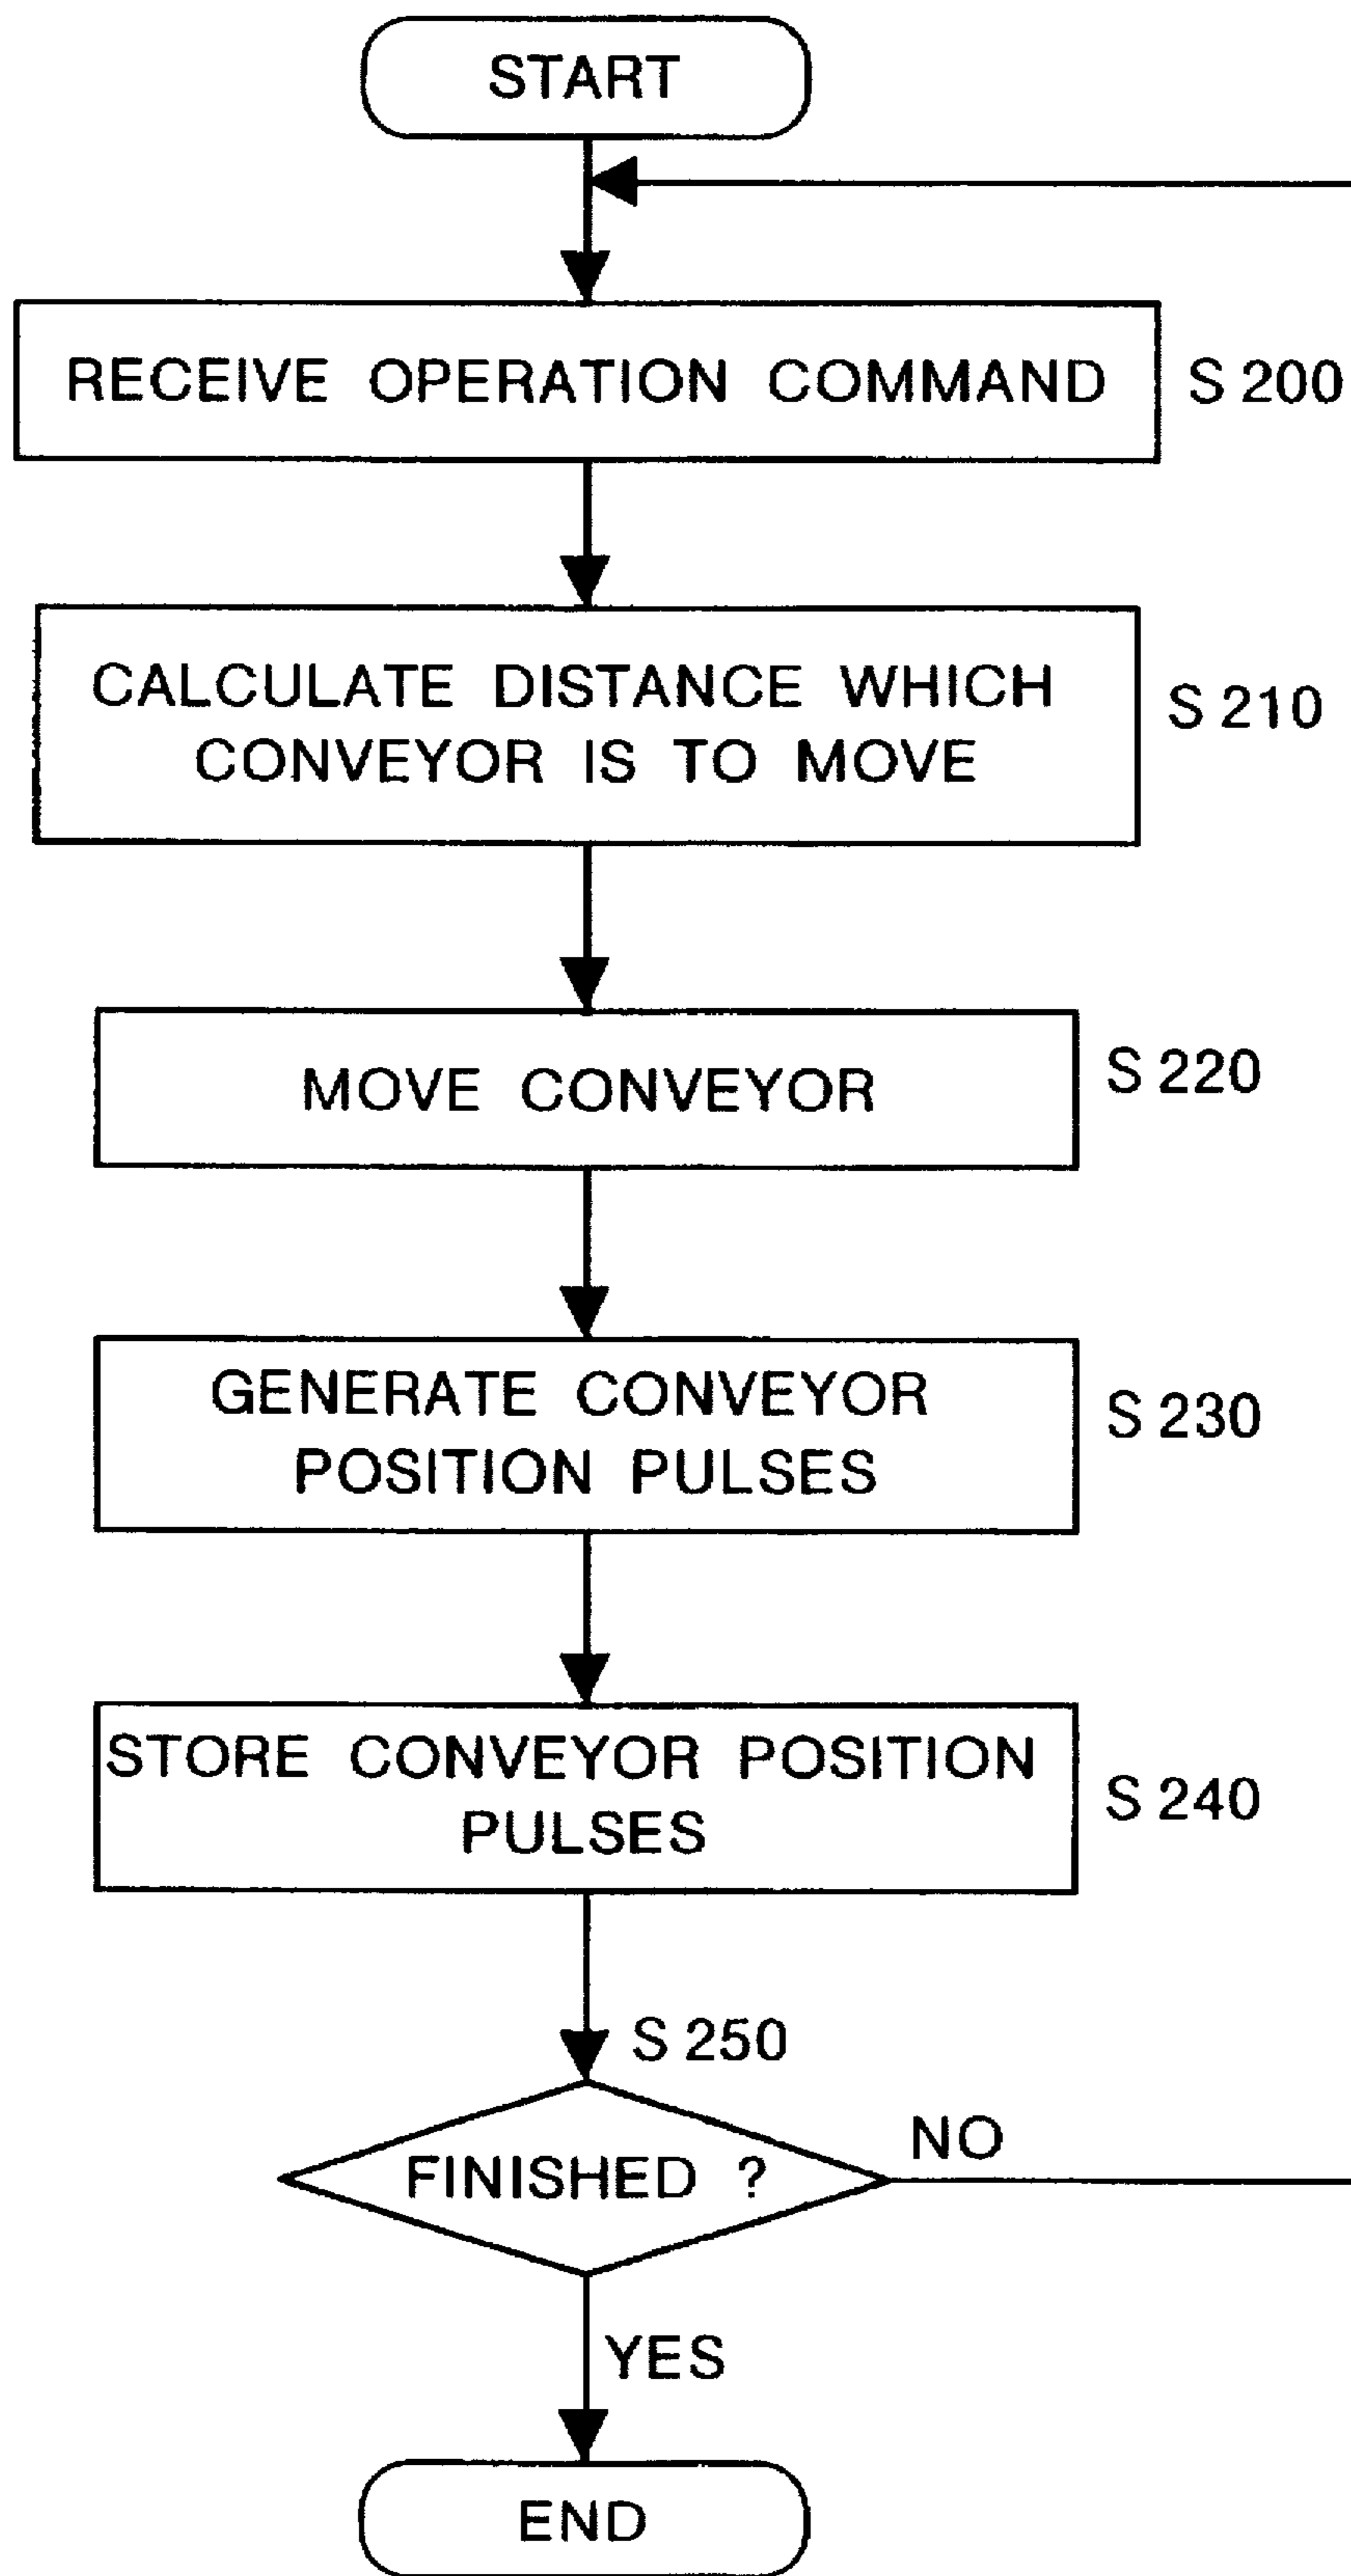 START
RECEIVE OPERATION COMMAND
S 200
CALCULATE DISTANCE WHICH
CONVEYOR IS TO MOVE
S 210
MOVE CONVEYOR
S 220
GENERATE CONVEYOR
POSITION PULSES
S 230
STORE CONVEYOR POSITION
PULSES
S 240
S 250
FINISHED ?
NO
YES
END